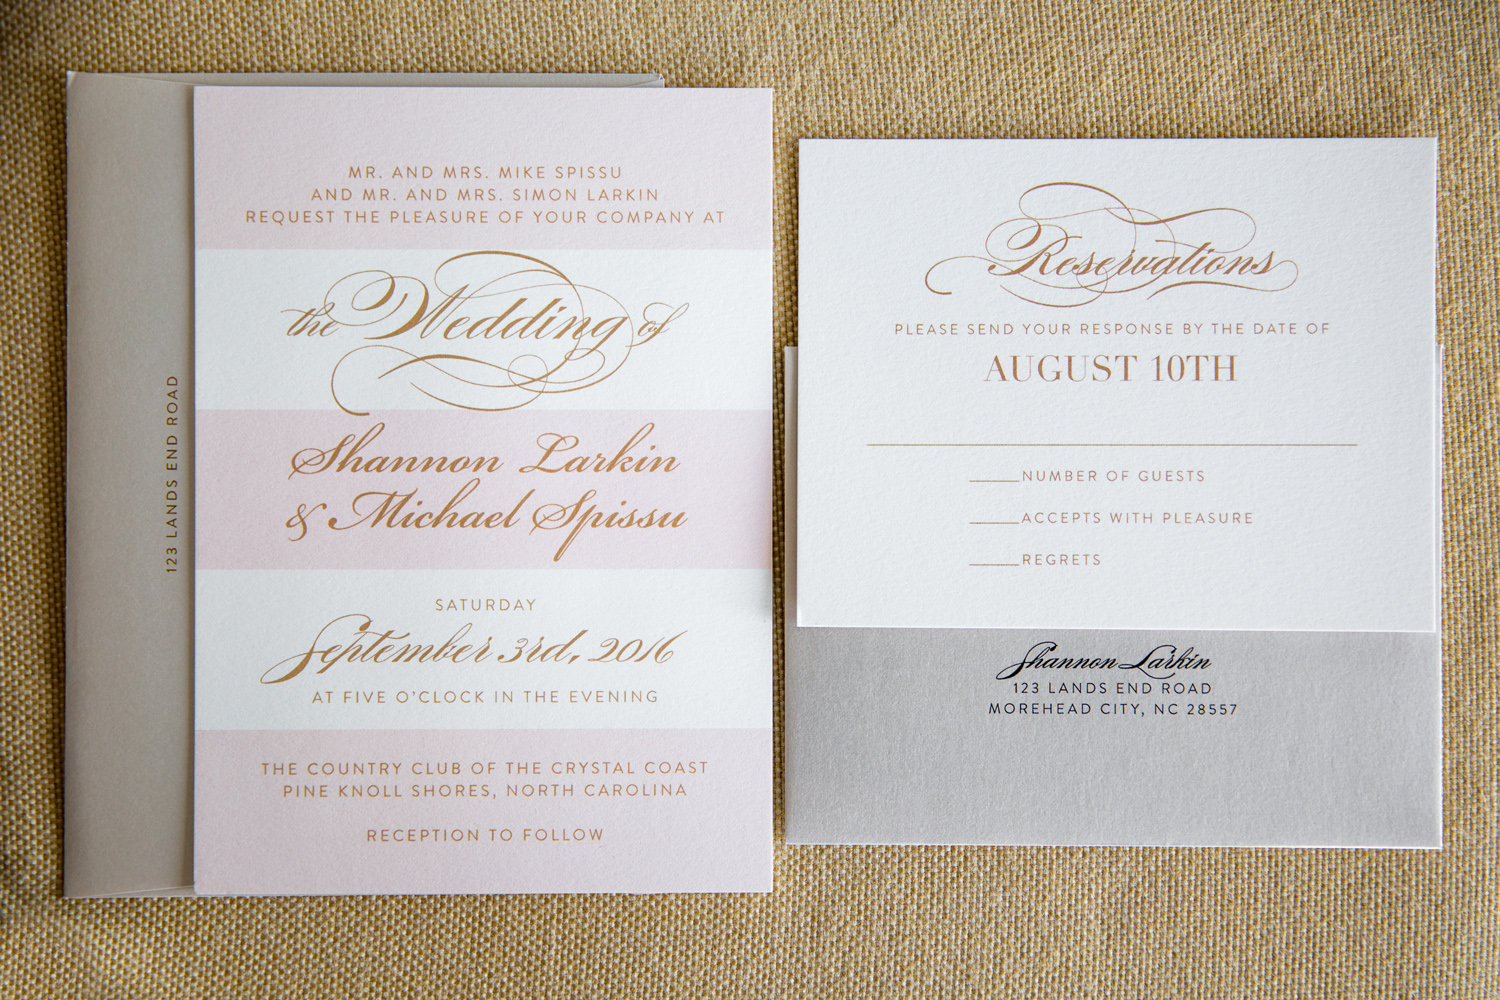 123 LANDS END ROAD
MR. AND MRS. MIKE SPISSU
AND MR. AND MRS. SIMON LARKIN
REQUEST THE PLEASURE OF YOUR COMPANY AT
the Wedding of
Shannon Larkin
& Michael Spissu
SATURDAY
September 3rd, 2016
AT FIVE O'CLOCK IN THE EVENING
THE COUNTRY CLUB OF THE CRYSTAL COAST
PINE KNOLL SHORES, NORTH CAROLINA
RECEPTION TO FOLLOW
Reservations
PLEASE SEND YOUR RESPONSE BY THE DATE OF
AUGUST 10TH
NUMBER OF GUESTS
ACCEPTS WITH PLEASURE
REGRETS
Shannon Larkin
123 LANDS END ROAD
MOREHEAD CITY, NC 28557